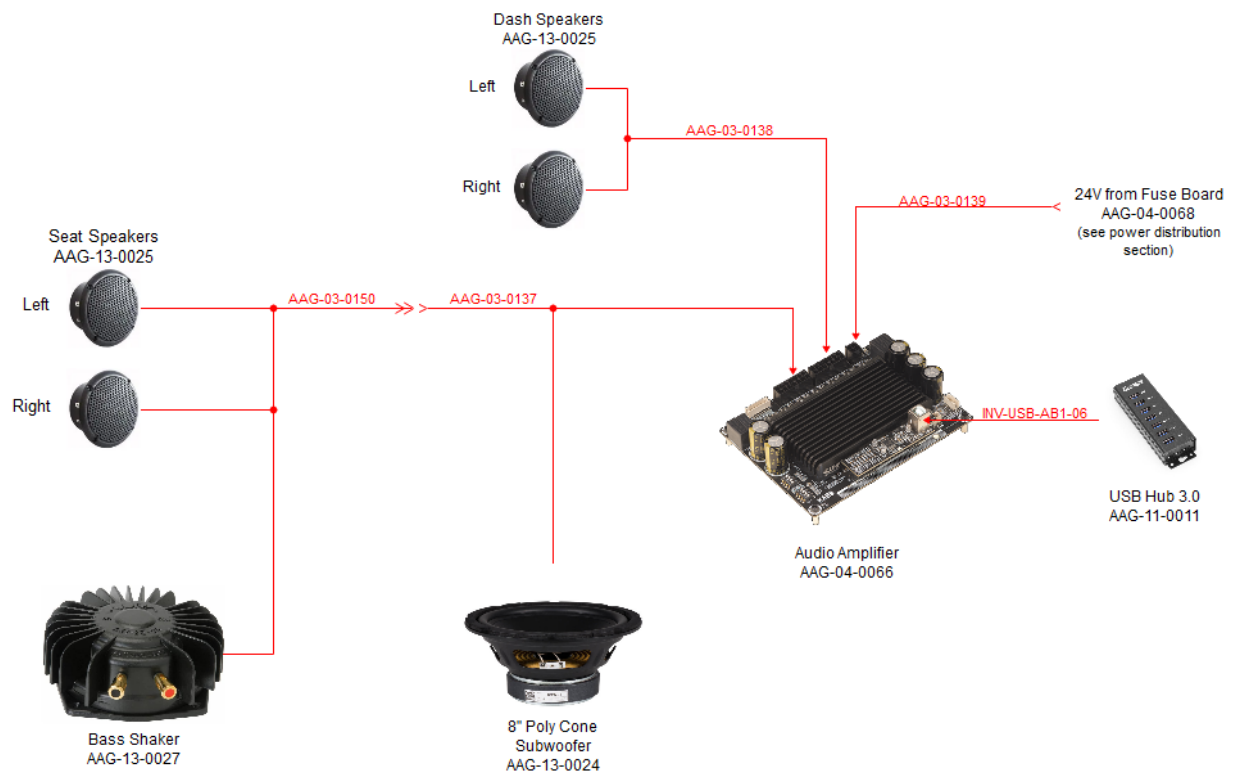 Dash Speakers
AAG-13-0025
Left
Right
AAG-03-0138
AAG-03-0139
24V from Fuse Board
AAG-04-0068
(see power distribution
section)
Seat Speakers
AAG-13-0025
Left
Right
AAG-03-0150
AAG-03-0137
INV-USB-AB1-06
USB Hub 3.0
AAG-11-0011
Audio Amplifier
AAG-04-0066
Bass Shaker
AAG-13-0027
8" Poly Cone
Subwoofer
AAG-13-0024